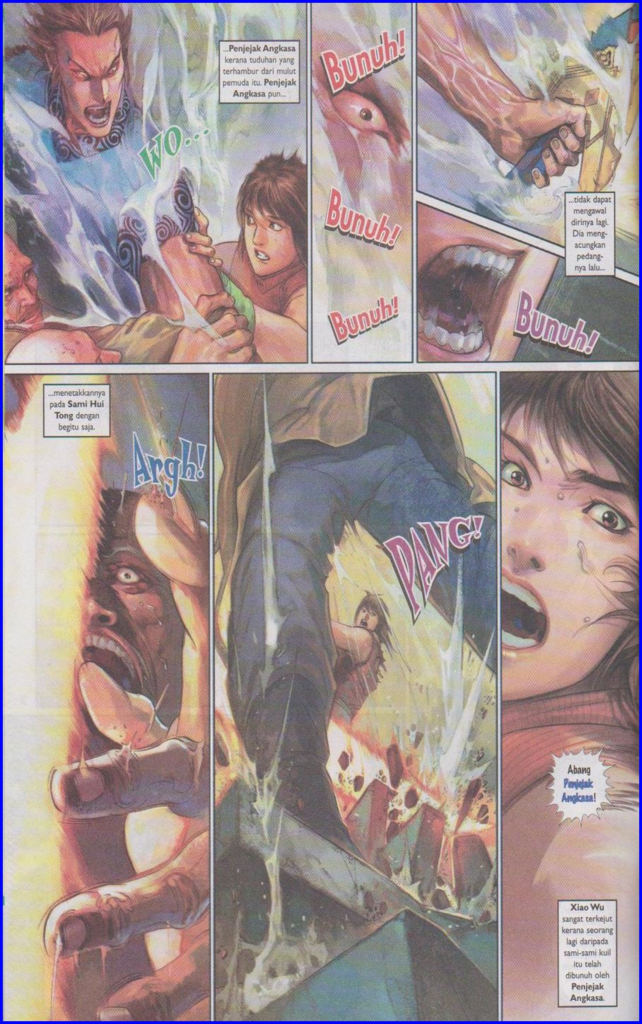 ...Penjejak Angkasa
kerana tuduhan yang
terhambur dari mulut
pemuda itu. Penjejak
Angkasa pun...
WO...
Bunuh!
Bunuh!
Bunuh!
...tidak dapat
mengawal
dirinya lagi.
Dia meng-
acungkan
pedang-
nya lalu...
Bunuh!
...menetakkannya
pada Sami Hui
Tong dengan
begitu saja.
Argh!
PANG!
Abang
Penjejak
Angkasa!
Xiao Wu
sangat terkejut
kerana seorang
lagi daripada
sami-sami kuil
itu telah
dibunuh oleh
Penjejak
Angkasa.